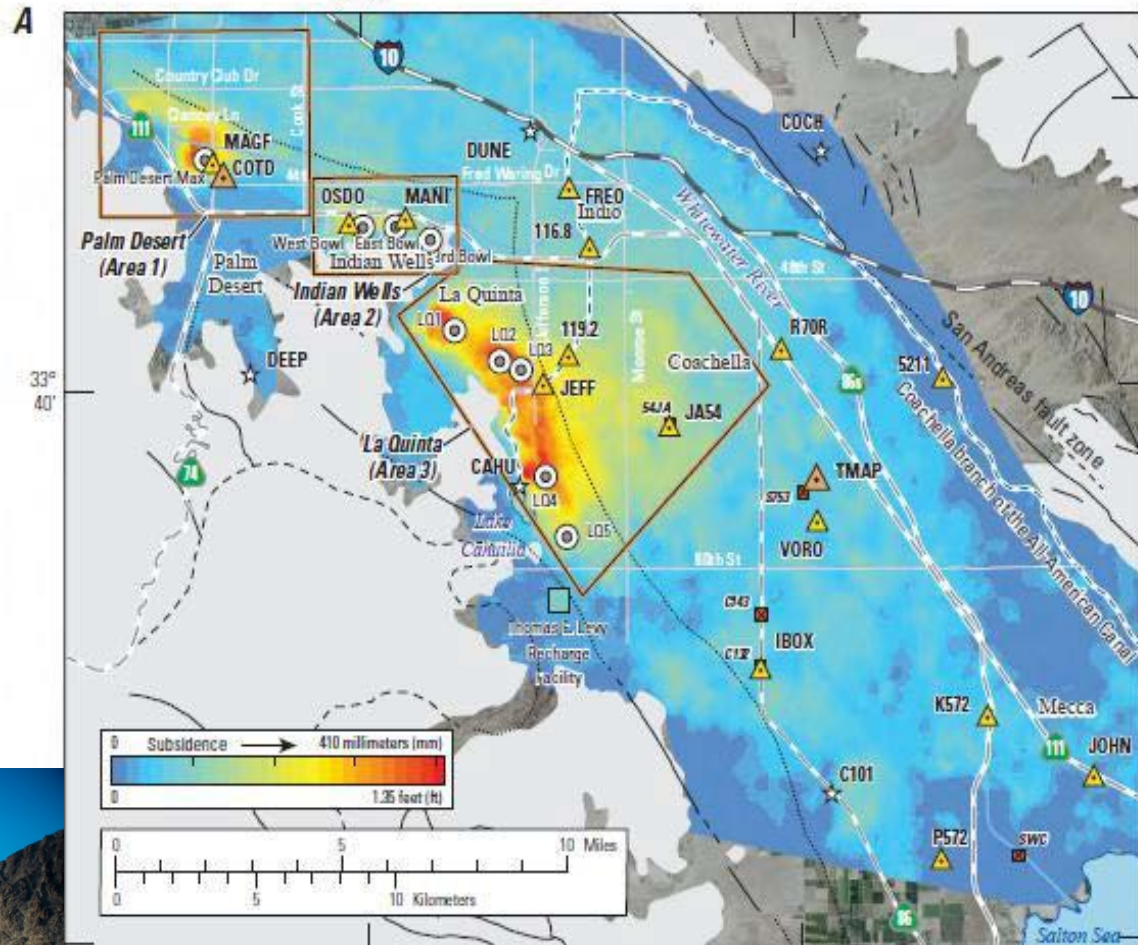 A
10
Country Club Dr
Clancey Ln
Cook St
111
MAGF
COTD
Palm Desert Max
44th
DUNE
Fred Waring Dr
COCH
OSDO
MANI
FRED
Indio
West Bowl
East Bowl
3rd Bowl
Indian Wells
116.8
Whitewater River
48th St
Palm Desert
(Area 1)
Palm
Desert
Indian Wells
(Area 2)
La Quinta
LQ1
LQ2
LQ3
Jefferson
119.2
Monroe St
Coachella
R70R
10
San Andreas fault zone
DEEP
JEFF
86s
5211
Coachella branch of the All-American Canal
33°
40'
54JA
JA54
La Quinta
(Area 3)
CAHU
74
LQ4
TMAP
S753
Lake
Cahuilla
LQ5
VORO
60th St
Thomas E. Levy
Recharge
Facility
C143
IBOX
C132
K572
Mecca
111
JOHN
0 Subsidence 410 millimeters (mm)
0 1.35 feet (ft)
C101
0 5 10 Miles
0 5 10 Kilometers
P572
SWC
86
Salton Sea